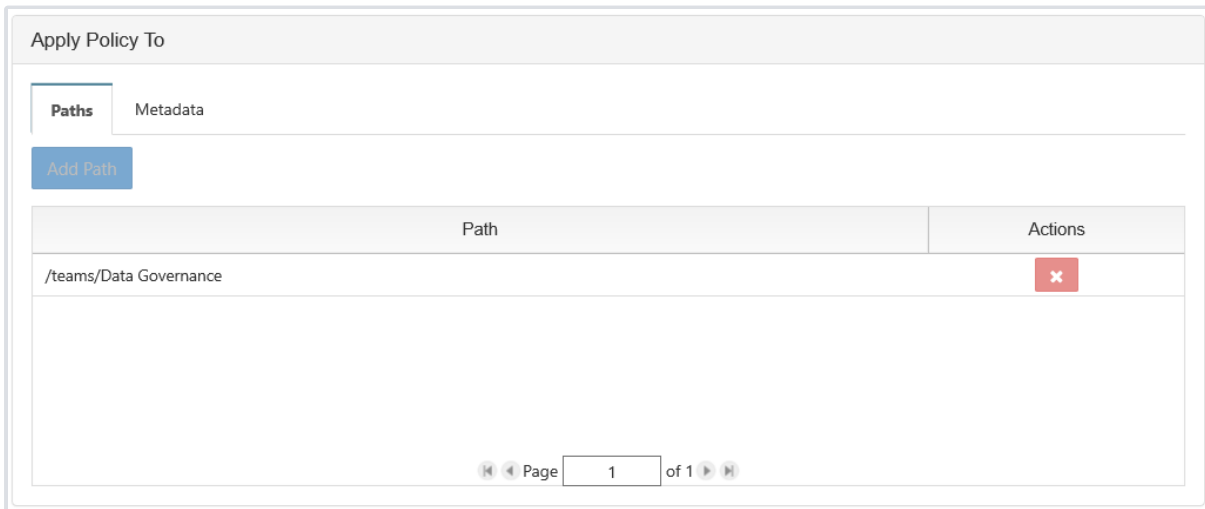 Apply Policy To
Paths Metadata
Add Path
Path Actions
/teams/Data Governance
Page 1 of 1